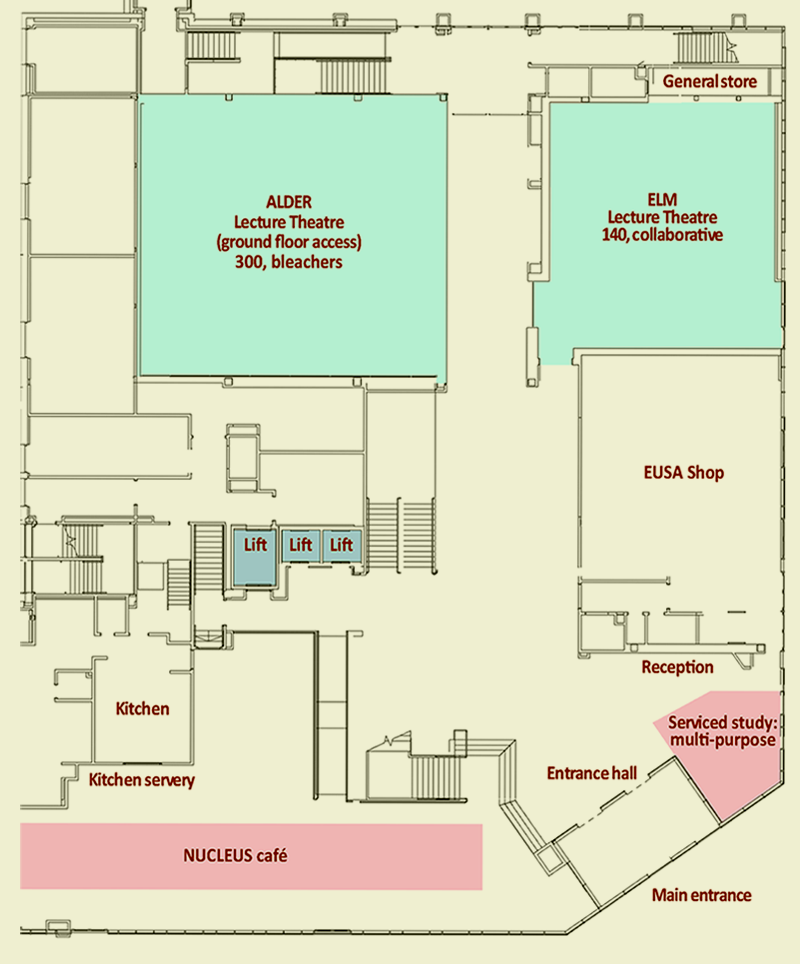 General store
ALDER
Lecture Theatre
(ground floor access)
300, bleachers
ELM
Lecture Theatre
140, collaborative
EUSA Shop
Lift
Lift
Lift
Reception
Kitchen
Serviced study:
multi-purpose
Kitchen servery
Entrance hall
NUCLEUS café
Main entrance